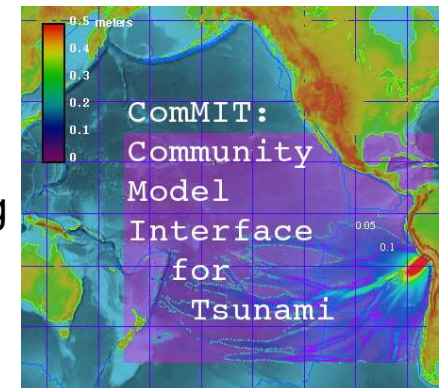 0.5 meters
0.4
0.3
0.2
0.1
0
ComMIT:
Community
Model
Interface
for
Tsunami
0.05
0.1
g